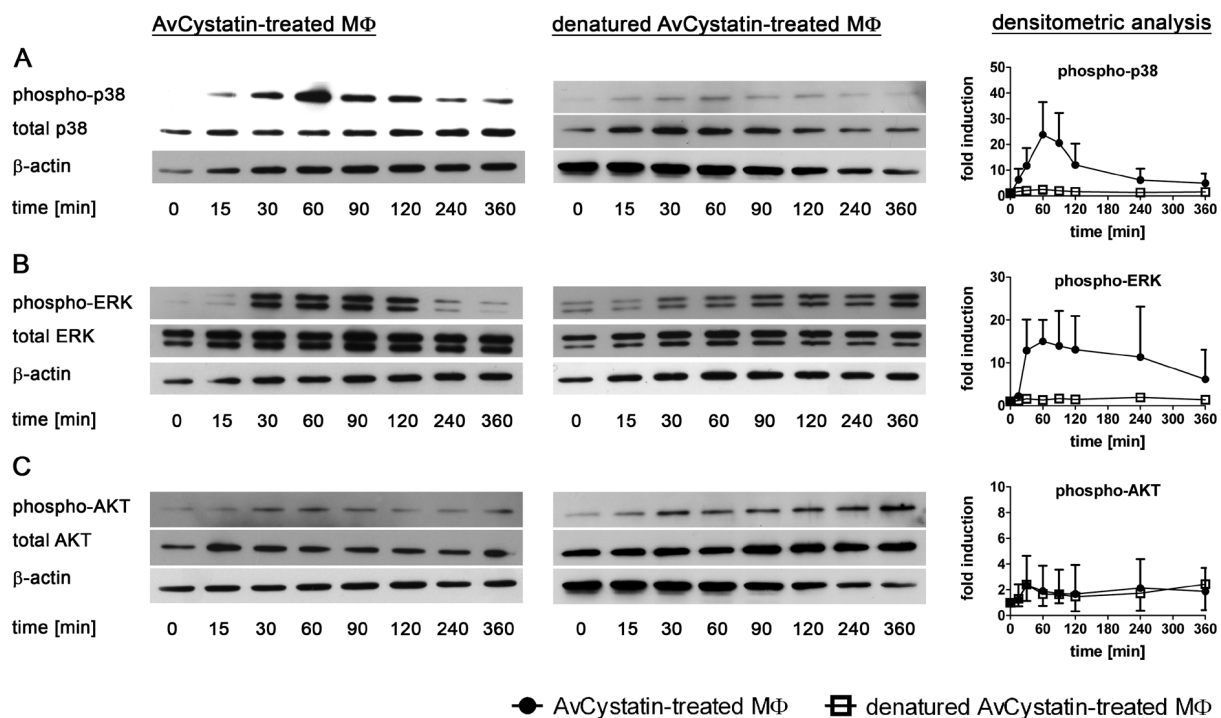 AvCystatin-treated MΦ
denatured AvCystatin-treated MΦ
densitometric analysis
A
phospho-p38
total p38
β-actin
time [min]
0 15 30 60 90 120 240 360
0 15 30 60 90 120 240 360
phospho-p38
fold induction
50
40
30
20
10
0
0 60 120 180 240 300 360
time [min]
B
phospho-ERK
total ERK
β-actin
time [min]
0 15 30 60 90 120 240 360
0 15 30 60 90 120 240 360
phospho-ERK
fold induction
30
20
10
0
0 60 120 180 240 300 360
time [min]
C
phospho-AKT
total AKT
β-actin
time [min]
0 15 30 60 90 120 240 360
0 15 30 60 90 120 240 360
phospho-AKT
fold induction
10
8
6
4
2
0
0 60 120 180 240 300 360
time [min]
AvCystatin-treated MΦ
denatured AvCystatin-treated MΦ